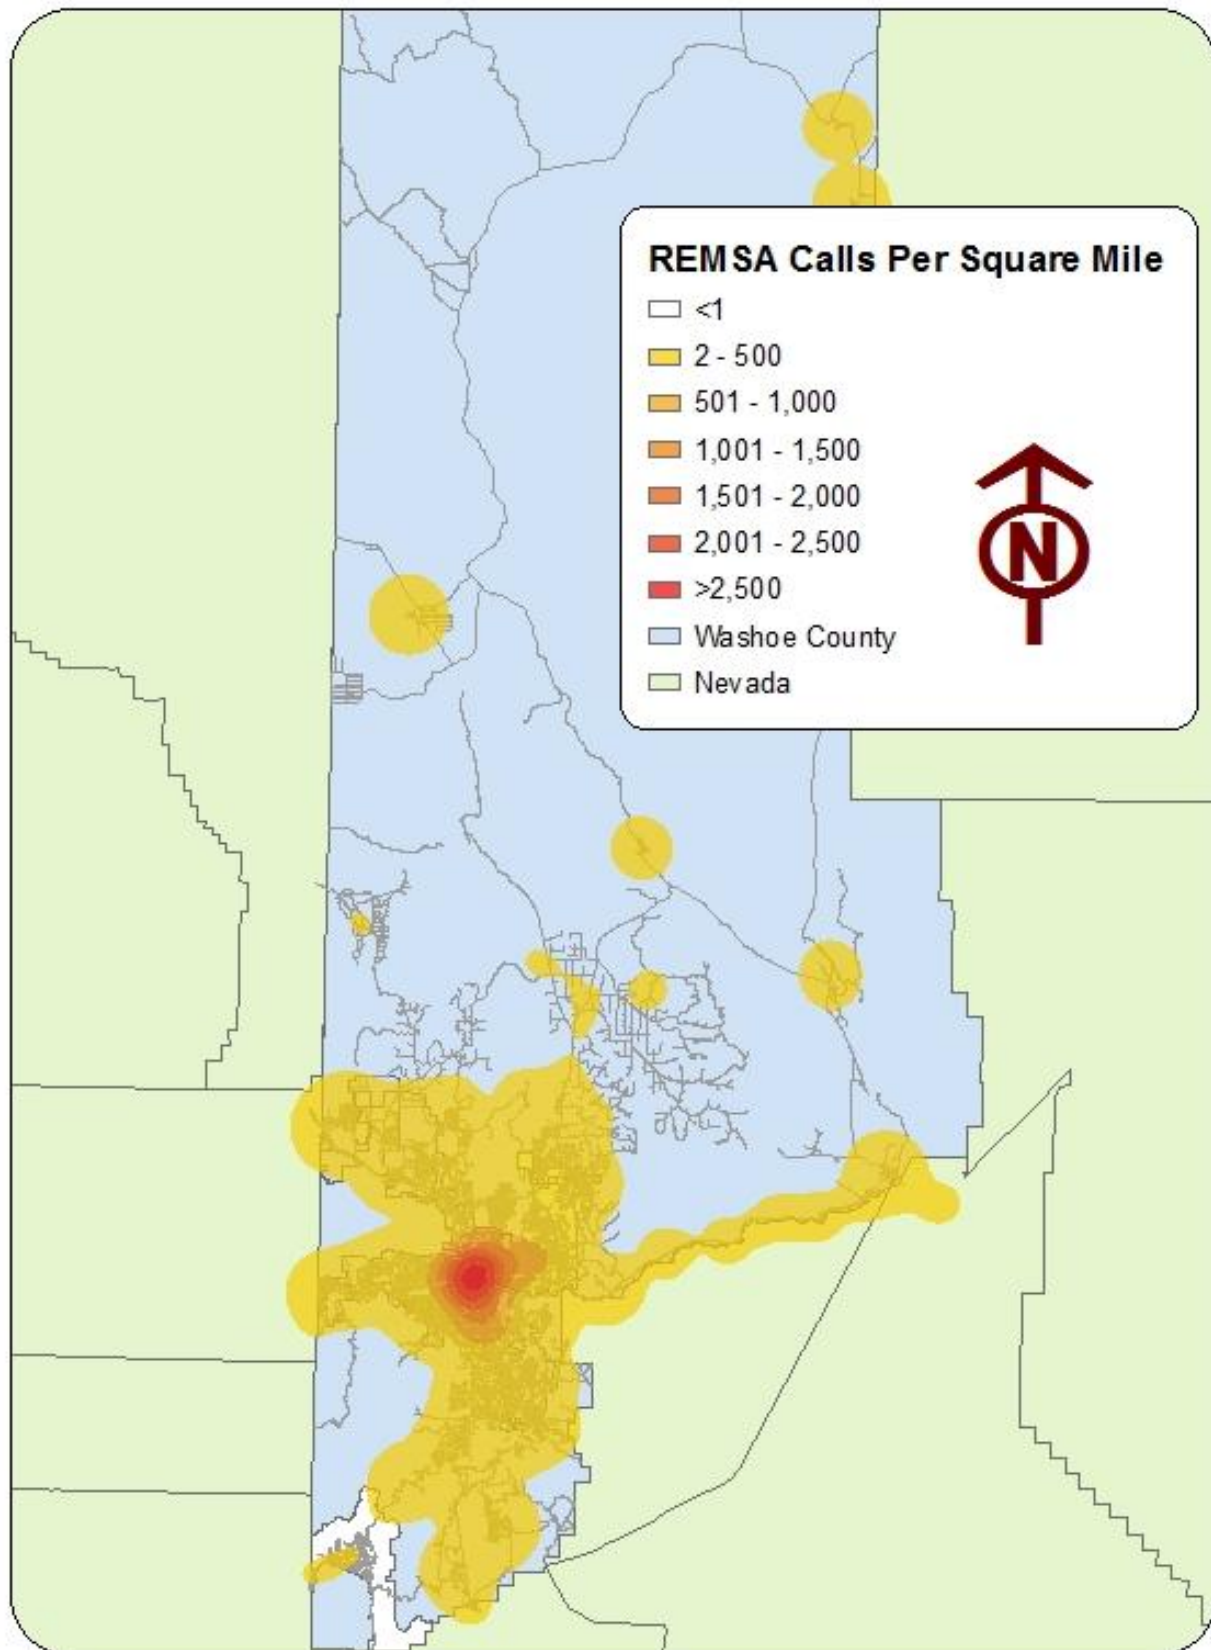 REMSA Calls Per Square Mile
<1
2 - 500
501 - 1,000
1,001 - 1,500
1,501 - 2,000
2,001 - 2,500
>2,500
Washoe County
Nevada
N